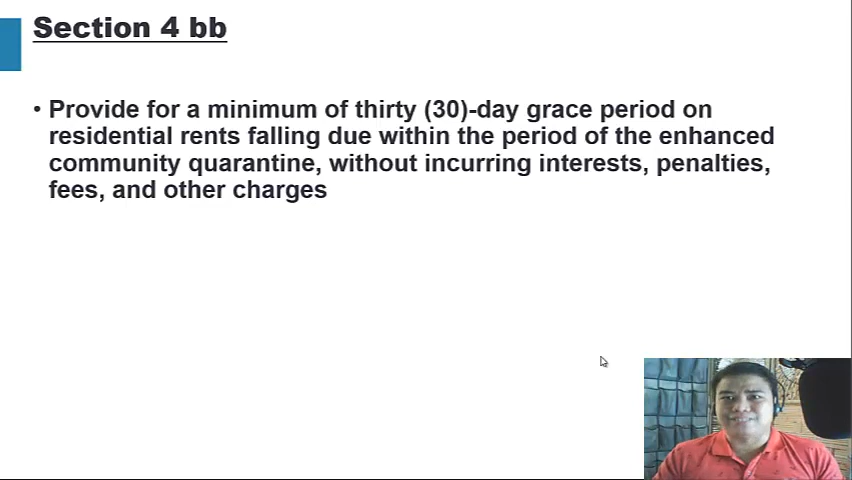 Section 4 bb
• Provide for a minimum of thirty (30)-day grace period on
residential rents falling due within the period of the enhanced
community quarantine, without incurring interests, penalties,
fees, and other charges